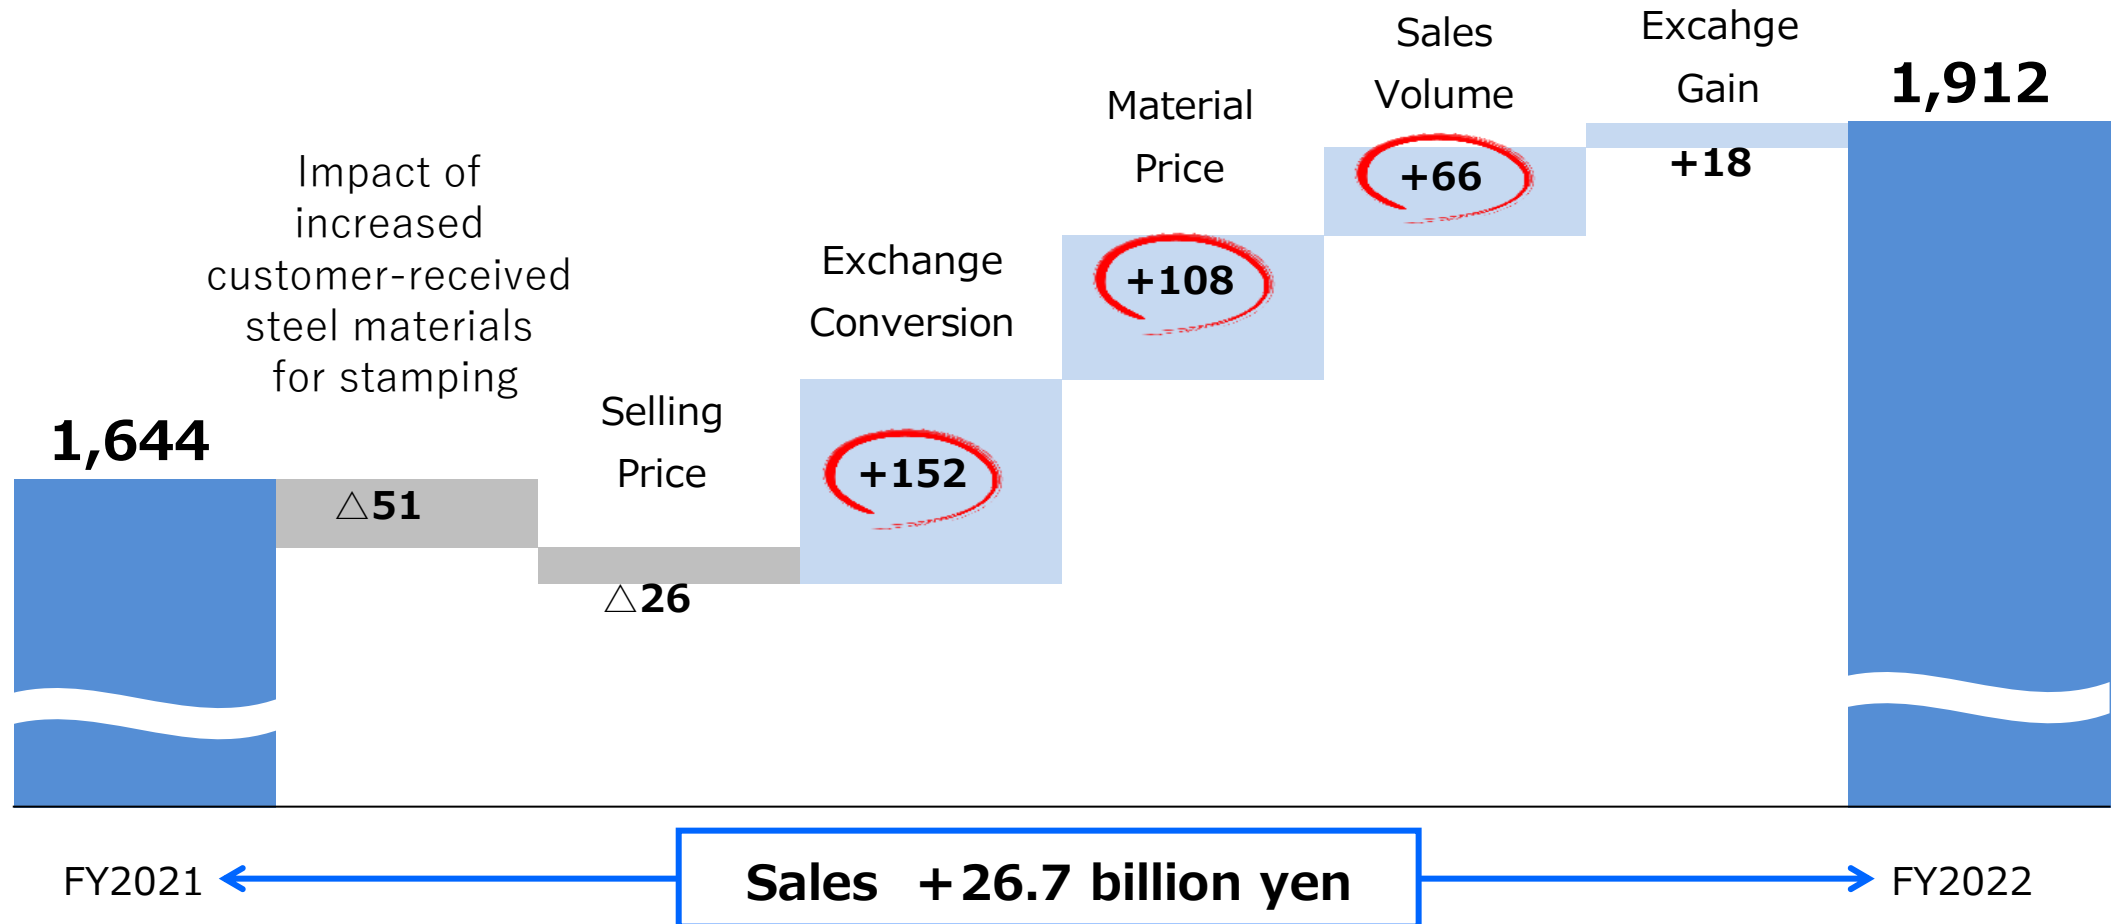 1,644
Impact of
increased
customer-received
steel materials
for stamping
△51
Selling
Price
△26
Exchange
Conversion
+152
Material
Price
+108
Sales
Volume
+66
Excahge
Gain
+18
1,912
FY2021
Sales +26.7 billion yen
FY2022